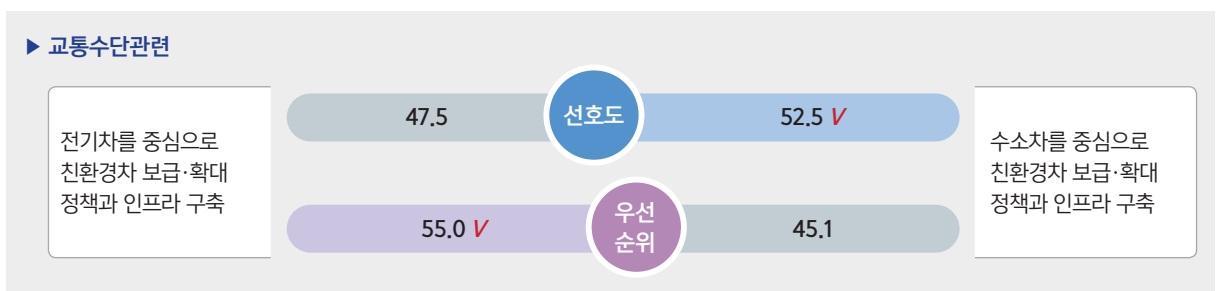 ▶ 교통수단관련
전기차를 중심으로
친환경차 보급·확대
정책과 인프라 구축
47.5
선호도
52.5 V
55.0 V
우선
순위
45.1
수소차를 중심으로
친환경차 보급·확대
정책과 인프라 구축